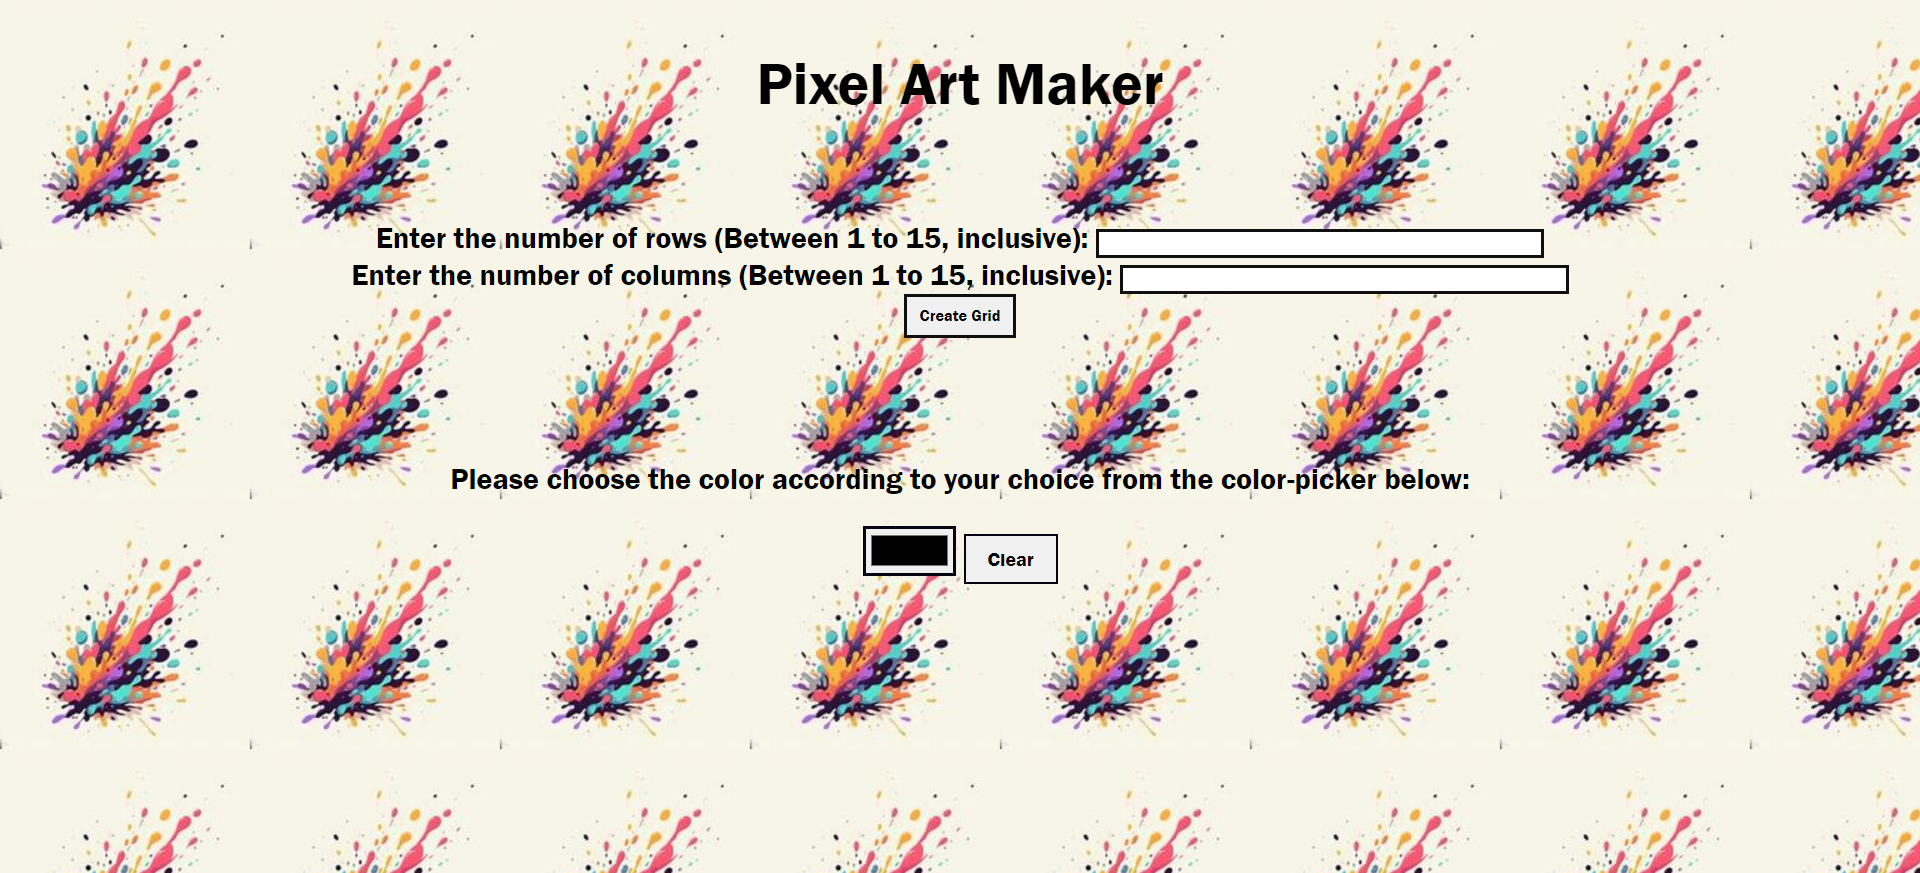 Pixel Art Maker
Enter the number of rows (Between 1 to 15, inclusive):
Enter the number of columns (Between 1 to 15, inclusive):
Create Grid
Please choose the color according to your choice from the color-picker below:
Clear